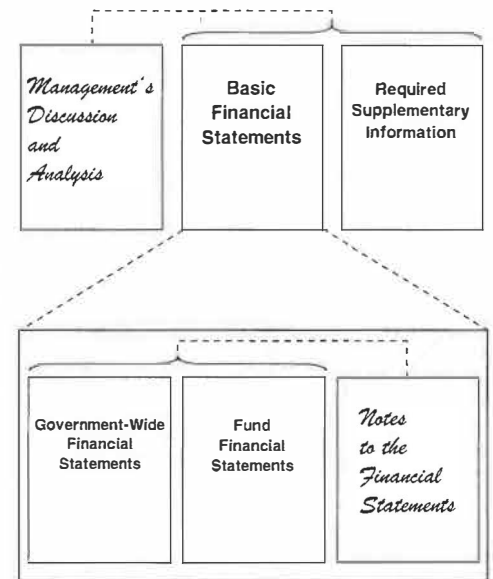 Management's
Discussion
and
Analysis
Basic
Financial
Statements
Required
Supplementary
Information
Government-Wide
Financial
Statements
Fund
Financial
Statements
Notes
to the
Financial
Statements